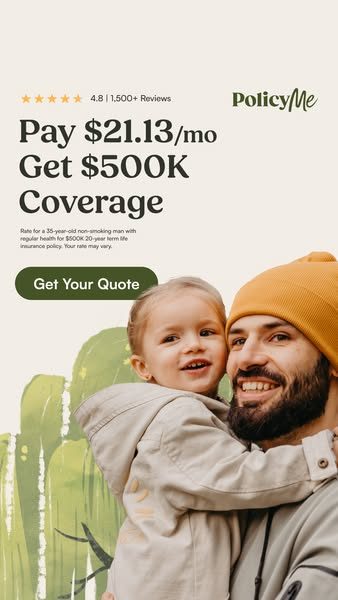 4.8 | 1,500+ Reviews
PolicyMe
Pay $21.13/mo
Get $500K
Coverage
Rate for a 35-year-old non-smoking man with
regular health for $500K 20-year term life
insurance policy. Your rate may vary.
Get Your Quote